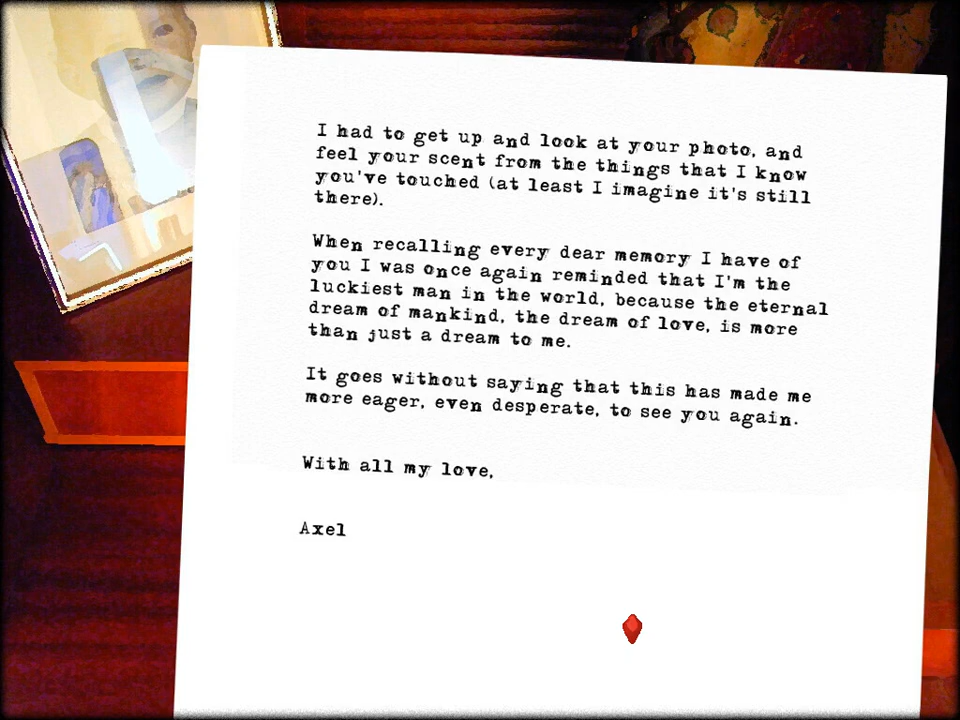 I had to get up and look at your photo, and
feel your scent from the things that I know
you've touched (at least I imagine it's still
there).
When recalling every dear memory I have of
you I was once again reminded that I'm the
luckiest man in the world, because the eternal
dream of mankind, the dream of love, is more
than just a dream to me.
It goes without saying that this has made me
more eager, even desperate, to see you again.
With all my love,
Axel